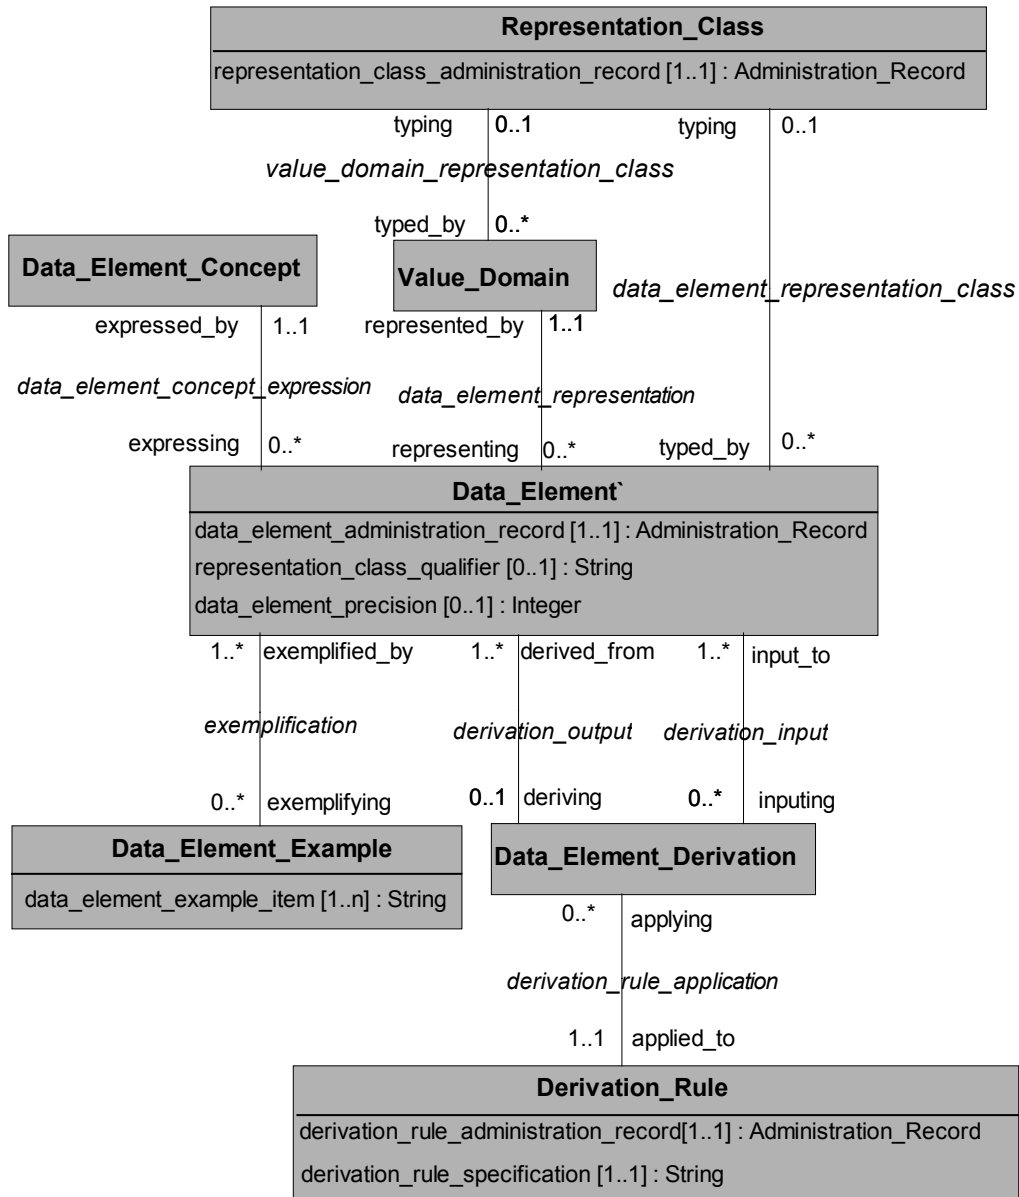 Representation_Class
representation_class_administration_record [1..1] : Administration_Record
typing 0..1 typing 0..1
value_domain_representation_class
typed_by 0..*
Data_Element_Concept
Value_Domain
data_element_representation_class
expressed_by 1..1 represented_by 1..1
data_element_concept_expression
data_element_representation
expressing 0..* representing 0..* typed_by 0..*
Data_Element`
data_element_administration_record [1..1] : Administration_Record
representation_class_qualifier [0..1] : String
data_element_precision [0..1] : Integer
1..* exemplified_by 1..* derived_from 1..* input_to
exemplification derivation_output derivation_input
0..* exemplifying 0..1 deriving 0..* inputing
Data_Element_Example
data_element_example_item [1..n] : String
Data_Element_Derivation
0..* applying
derivation_rule_application
1..1 applied_to
Derivation_Rule
derivation_rule_administration_record[1..1] : Administration_Record
derivation_rule_specification [1..1] : String